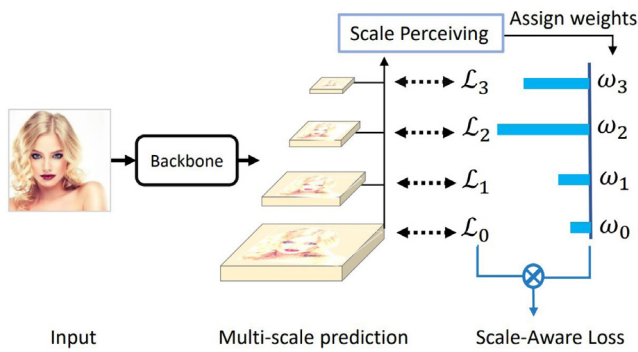 Assign weights
Scale Perceiving
ℒ₃ ω₃
ℒ₂ ω₂
Backbone
ℒ₁ ω₁
ℒ₀ ω₀
Input Multi-scale prediction Scale-Aware Loss